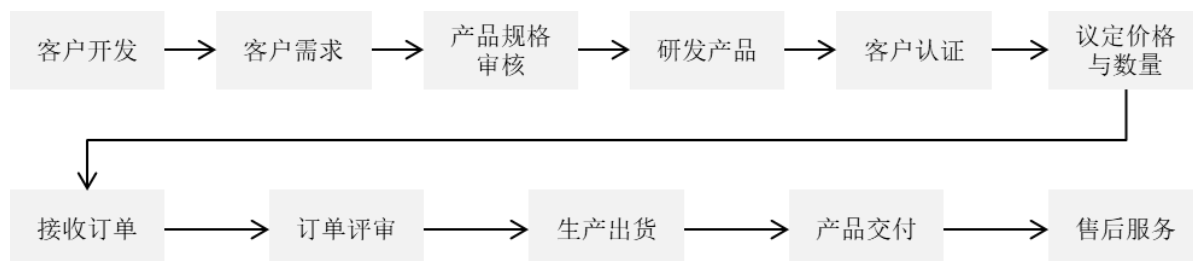 客户开发
客户需求
产品规格
审核
研发产品
客户认证
议定价格
与数量
接收订单
订单评审
生产出货
产品交付
售后服务